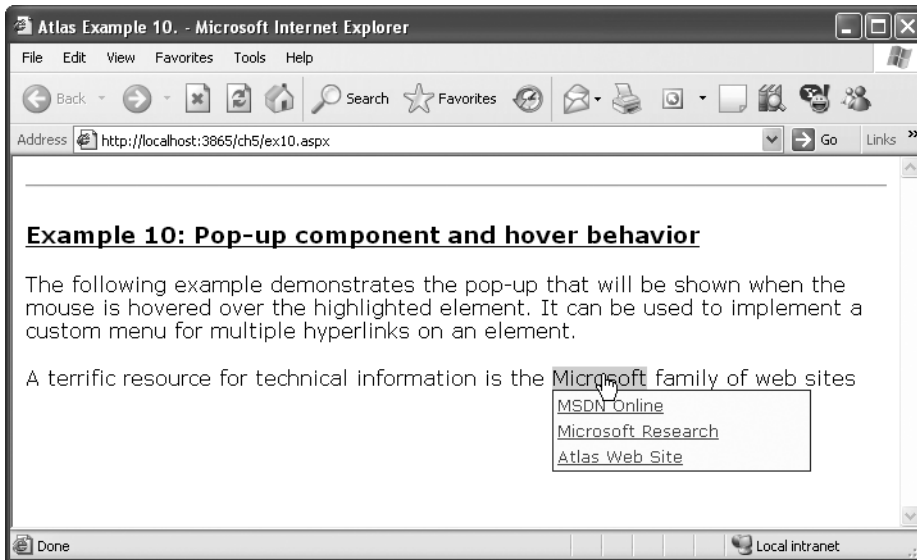 Atlas Example 10. - Microsoft Internet Explorer
File Edit View Favorites Tools Help
Back Search Favorites
Address http://localhost:3865/ch5/ex10.aspx Go Links »
Example 10: Pop-up component and hover behavior
The following example demonstrates the pop-up that will be shown when the
mouse is hovered over the highlighted element. It can be used to implement a
custom menu for multiple hyperlinks on an element.
A terrific resource for technical information is the Microsoft family of web sites
MSDN Online
Microsoft Research
Atlas Web Site
Done Local intranet